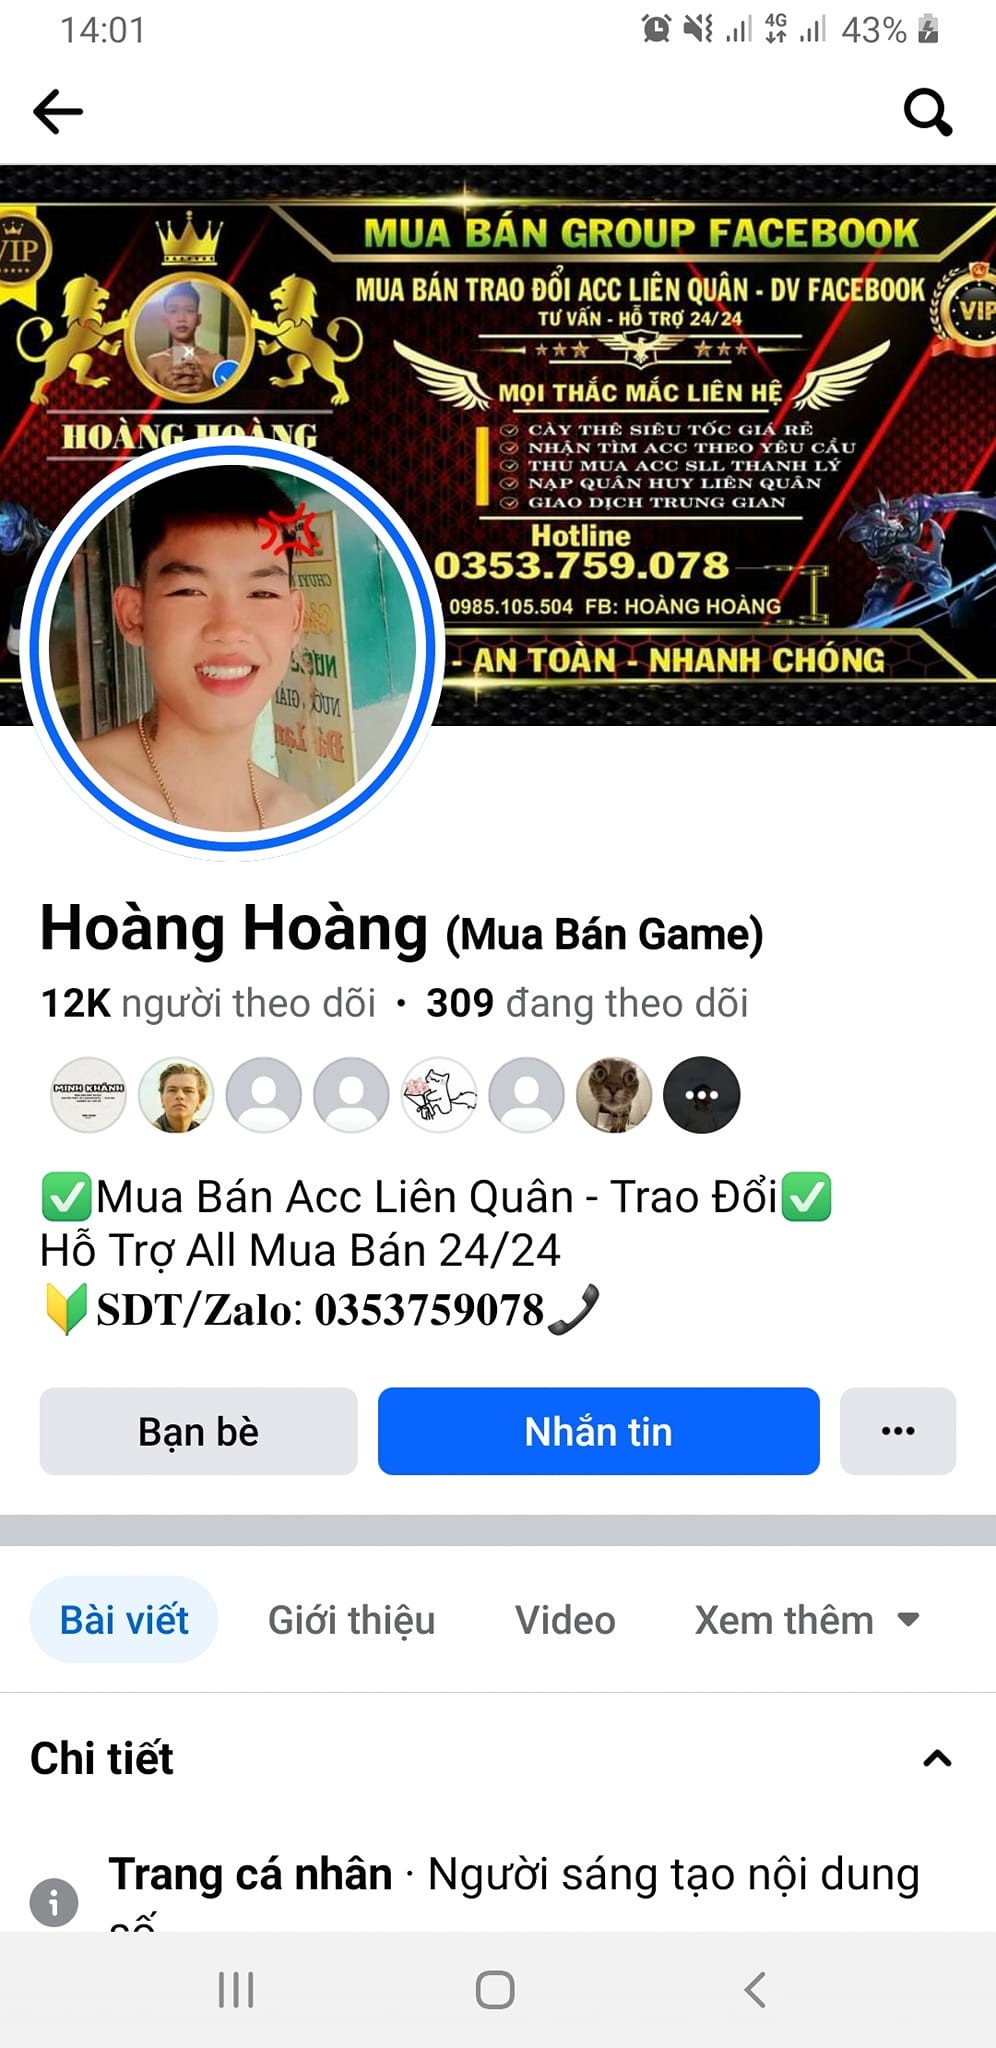 14:01
4G 43%
VIP
MUA BÁN GROUP FACEBOOK
MUA BÁN TRAO ĐỔI ACC LIÊN QUÂN - DV FACEBOOK
TƯ VẤN - HỖ TRỢ 24/24
VIP
MỌI THẮC MẮC LIÊN HỆ
HOÀNG HOÀNG
CÀY THÊ SIÊU TỐC GIÁ RẺ
NHẬN TÌM ACC THEO YÊU CẦU
THU MUA ACC SLL THANH LÝ
NẠP QUÂN HUY LIÊN QUÂN
GIAO DỊCH TRUNG GIAN
Hotline
0353.759.078
0985.105.504 FB: HOÀNG HOÀNG
- AN TOÀN - NHANH CHÓNG
Hoàng Hoàng (Mua Bán Game)
12K người theo dõi • 309 đang theo dõi
MINH KHÁNH
✅Mua Bán Acc Liên Quân - Trao Đổi✅
Hỗ Trợ All Mua Bán 24/24
🔰𝐒𝐃𝐓/𝐙𝐚𝐥𝐨: 𝟎𝟑𝟓𝟑𝟕𝟓𝟗𝟎𝟕𝟖📞
Bạn bè
Nhắn tin
Bài viết Giới thiệu Video Xem thêm
Chi tiết
Trang cá nhân · Người sáng tạo nội dung
số